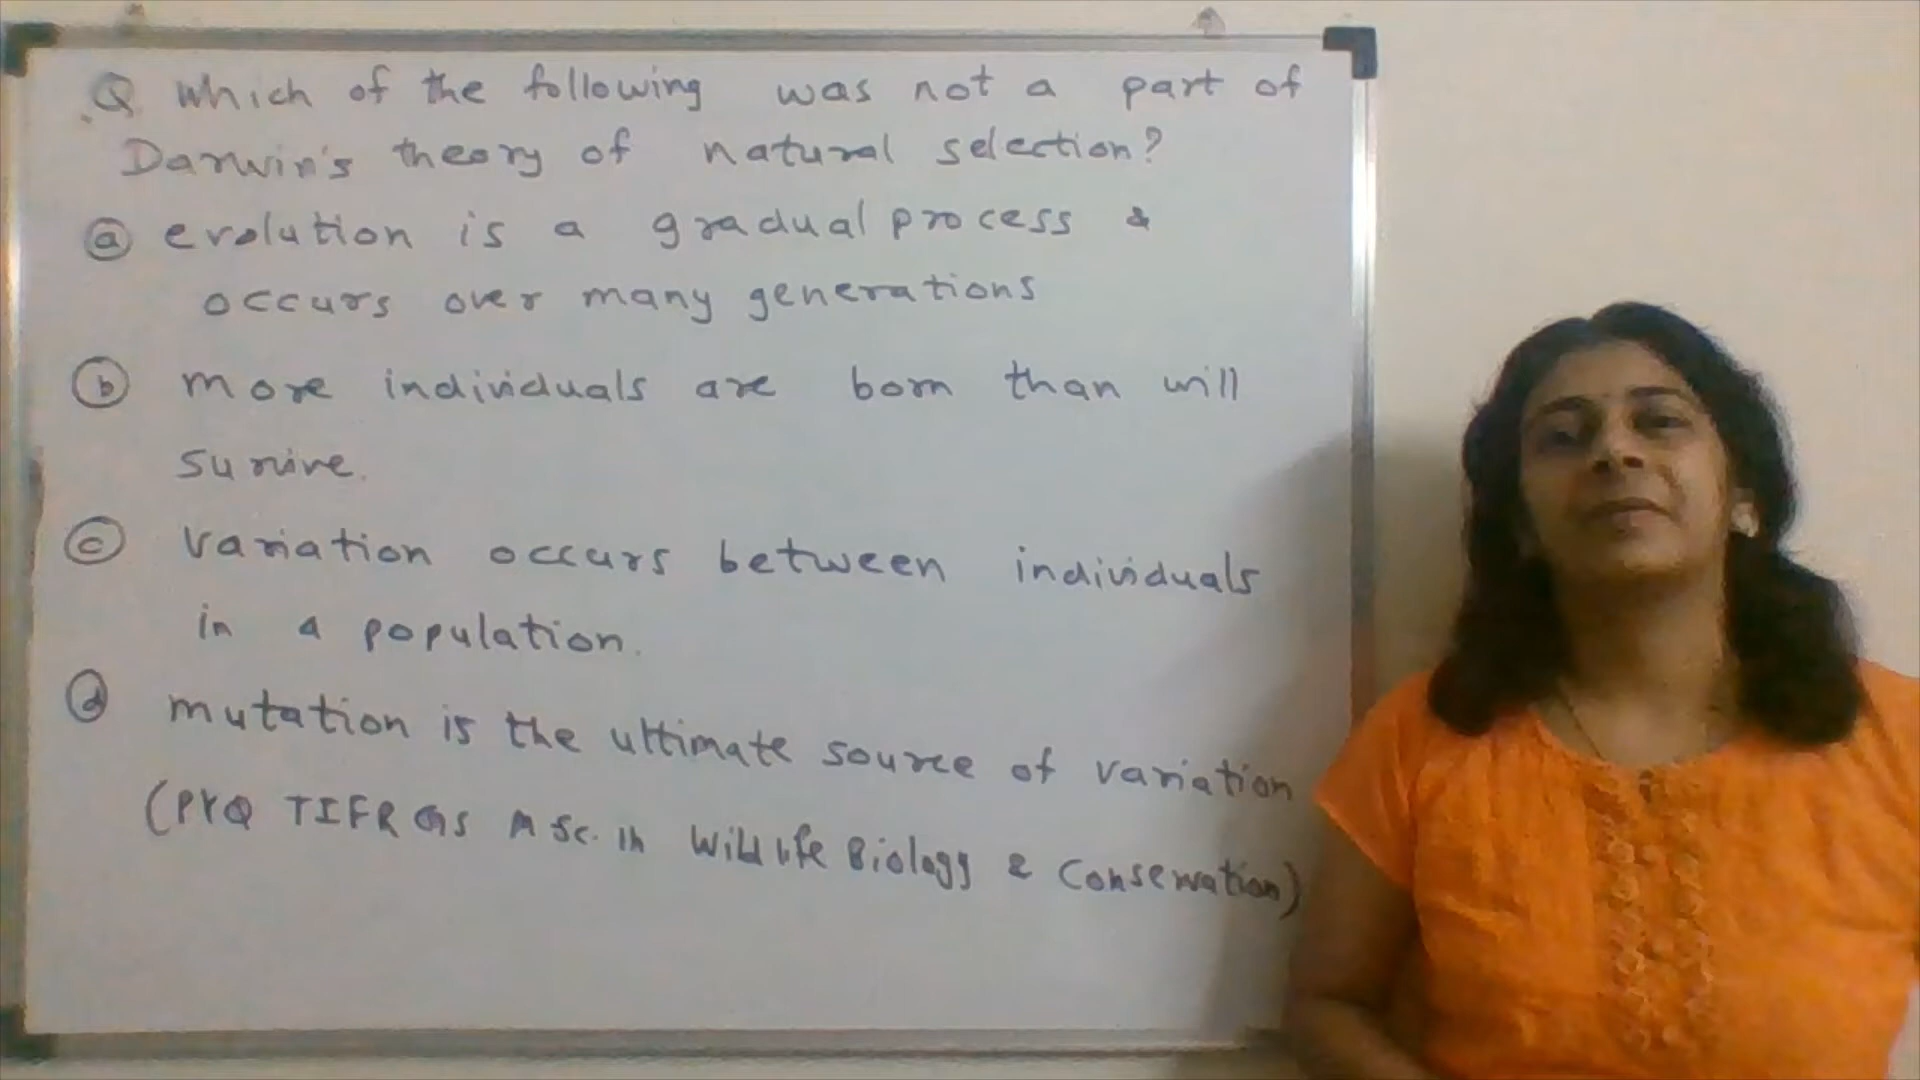 Q Which of the following was not a part of
Darwin's theory of natural selection?
(a) evolution is a gradual process &
occurs over many generations
(b) more individuals are born than will
survive.
(c) variation occurs between individuals
in a population.
(d) mutation is the ultimate source of variation
(PYQ TIFR GS M Sc. in Wildlife Biology & Conservation)